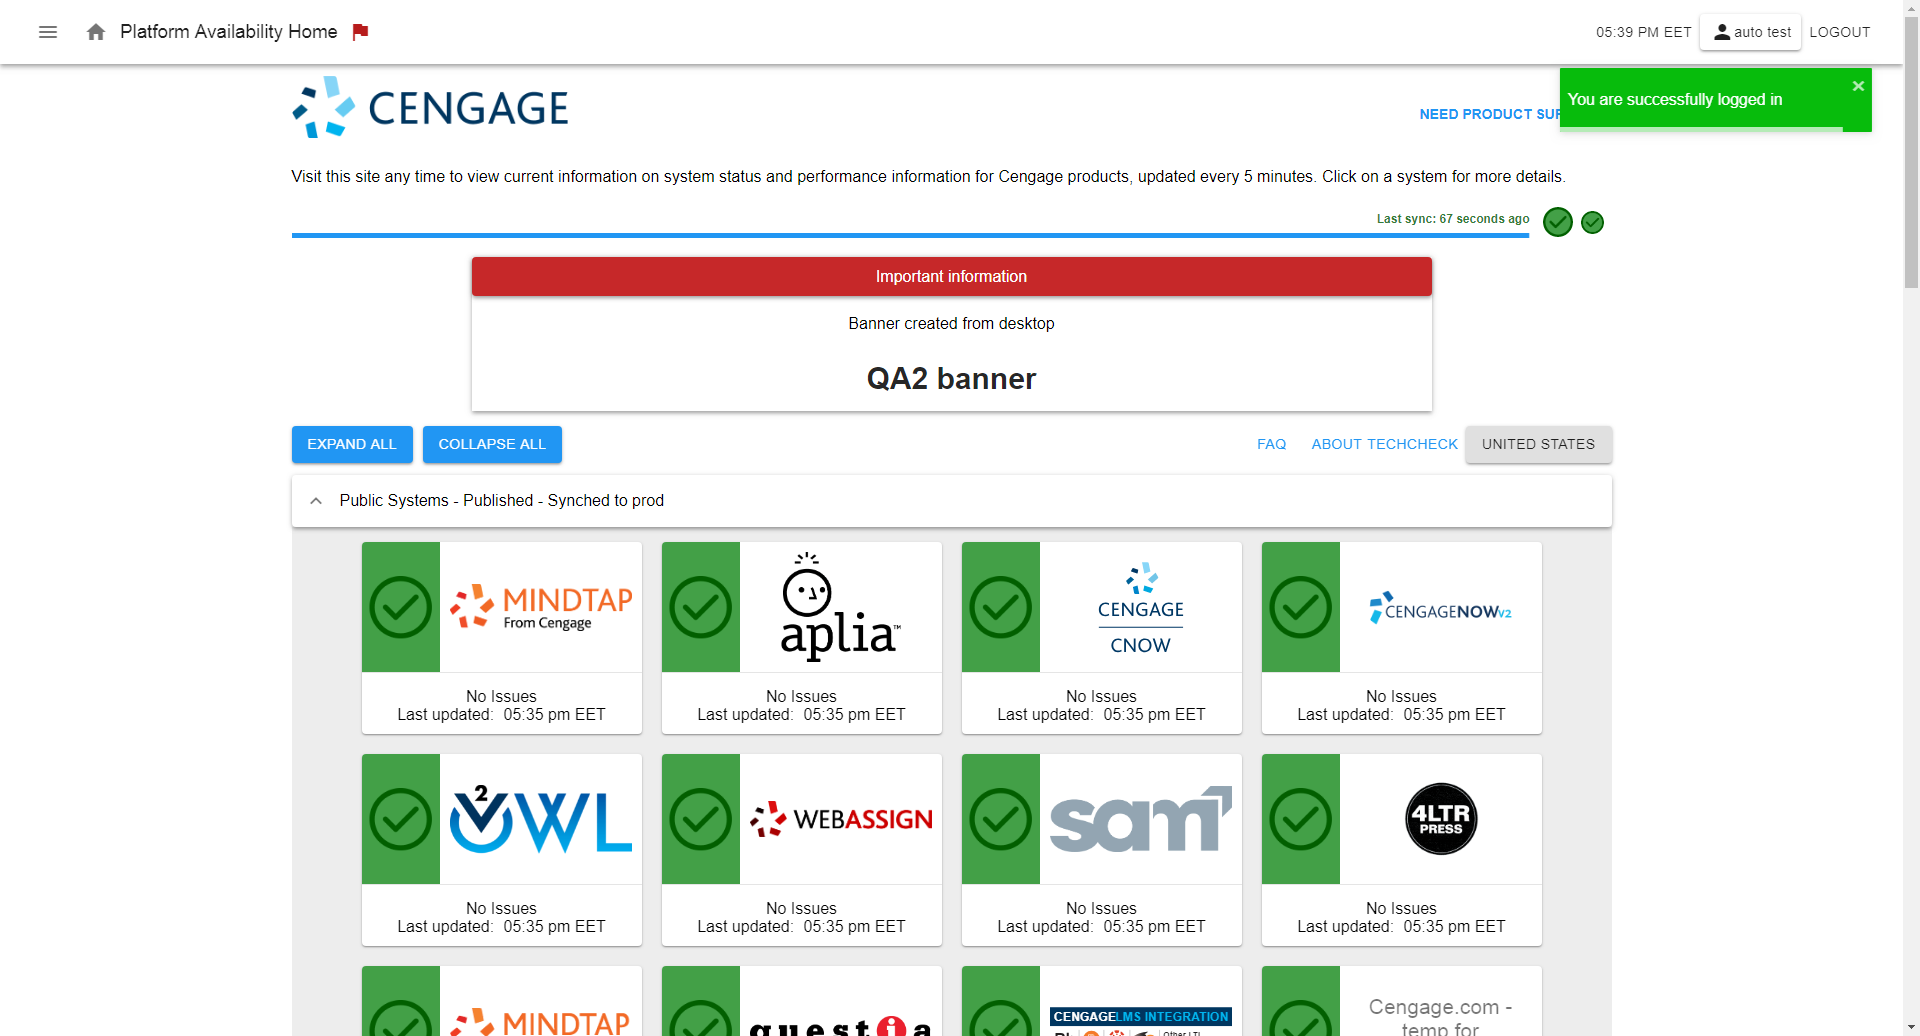 Platform Availability Home
05:39 PM EET
auto test
LOGOUT
You are successfully logged in
CENGAGE
NEED PRODUCT SUP
Visit this site any time to view current information on system status and performance information for Cengage products, updated every 5 minutes. Click on a system for more details.
Last sync: 67 seconds ago
Important information
Banner created from desktop
QA2 banner
EXPAND ALL
COLLAPSE ALL
FAQ
ABOUT TECHCHECK
UNITED STATES
Public Systems - Published - Synched to prod
MINDTAP
From Cengage
aplia™
CENGAGE
CNOW
CENGAGENOWv2
No Issues
Last updated: 05:35 pm EET
No Issues
Last updated: 05:35 pm EET
No Issues
Last updated: 05:35 pm EET
No Issues
Last updated: 05:35 pm EET
OWL
2
WEBASSIGN
sam
4LTR
PRESS
No Issues
Last updated: 05:35 pm EET
No Issues
Last updated: 05:35 pm EET
No Issues
Last updated: 05:35 pm EET
No Issues
Last updated: 05:35 pm EET
MINDTAP
questia
CENGAGELMS INTEGRATION
Other LTI
Cengage.com -
temp for